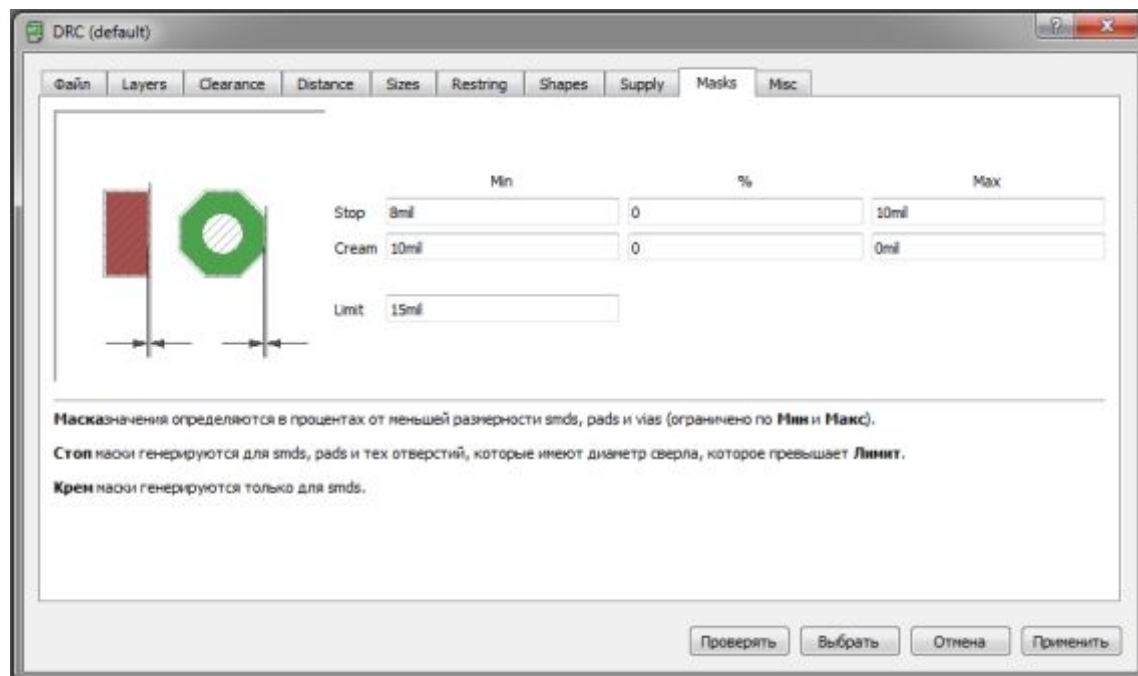 DRC (default)
Файл Layers Clearance Distance Sizes Restring Shapes Supply Masks Misc
Min % Max
Stop 8mil 0 10mil
Cream 10mil 0 0mil
Limit 15mil
Масказначения определяются в процентах от меньшей размерности smds, pads и vias (ограничено по Мин и Макс).
Стоп маски генерируются для smds, pads и тех отверстий, которые имеют диаметр сверла, которое превышает Лимит.
Крем маски генерируются только для smds.
Проверять Выбрать Отмена Применить